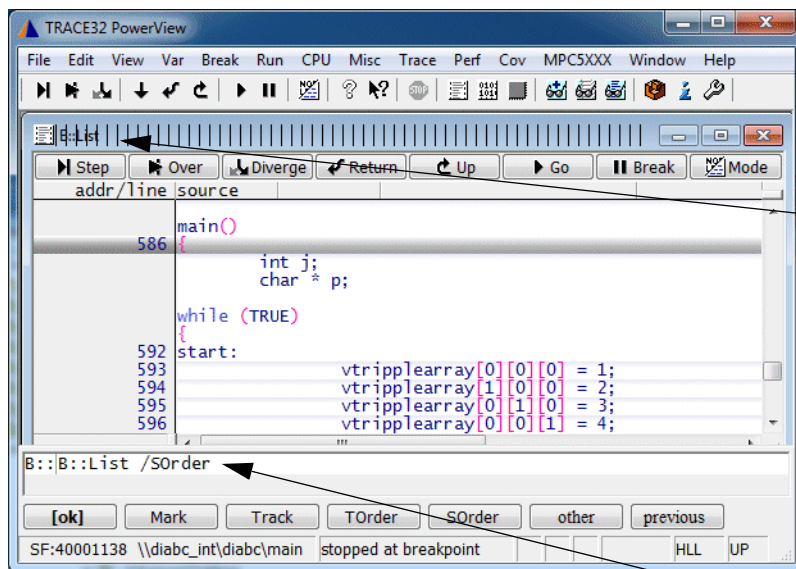 TRACE32 PowerView
File Edit View Var Break Run CPU Misc Trace Perf Cov MPC5XXX Window Help
B::List
Step Over Diverge Return Up Go Break Mode
addr/line source
main()
586 {
int j;
char * p;
while (TRUE)
{
592 start:
593 vtripplearray[0][0][0] = 1;
594 vtripplearray[1][0][0] = 2;
595 vtripplearray[0][1][0] = 3;
596 vtripplearray[0][0][1] = 4;
B::B::List /SOrder
[ok] Mark Track TOrder SOrder other previous
SF:40001138 \\diabc_int\diabc\main stopped at breakpoint HLL UP